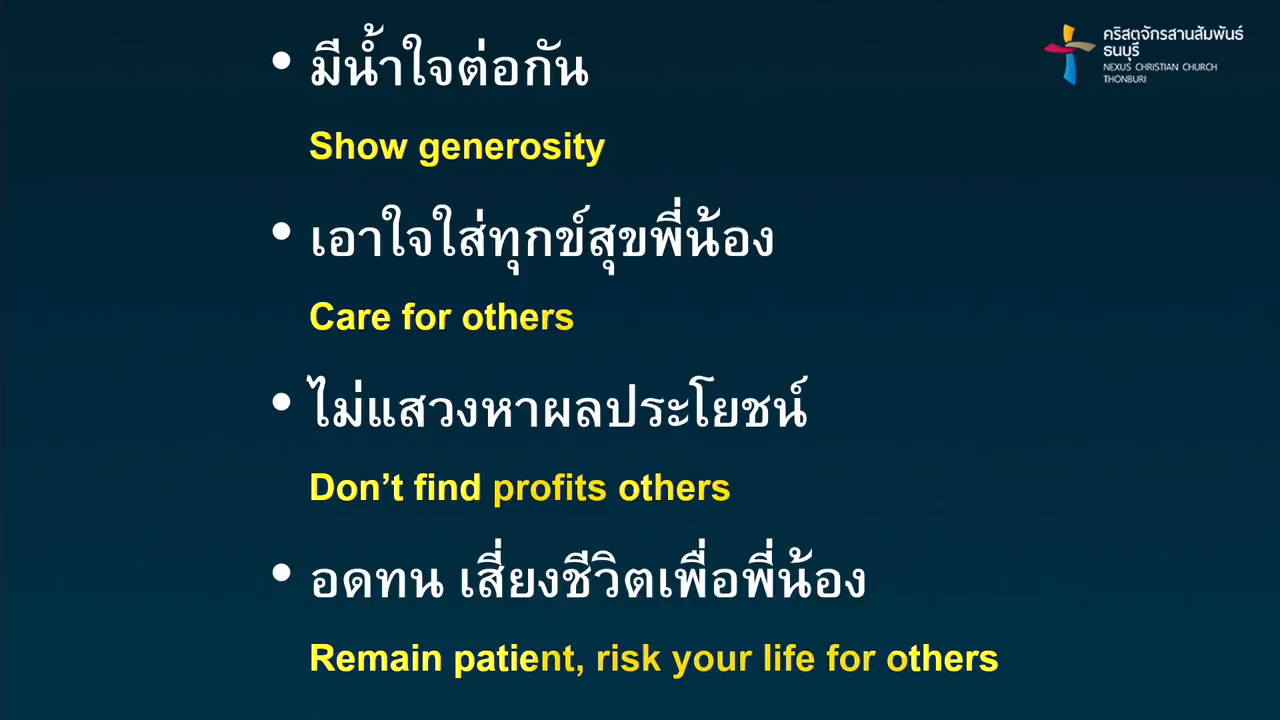 คริสตจักรสานสัมพันธ์
ธนบุรี
NEXUS CHRISTIAN CHURCH
THONBURI
• มีน้ำใจต่อกัน
Show generosity
• เอาใจใส่ทุกข์สุขพี่น้อง
Care for others
• ไม่แสวงหาผลประโยชน์
Don’t find profits others
• อดทน เสี่ยงชีวิตเพื่อพี่น้อง
Remain patient, risk your life for others